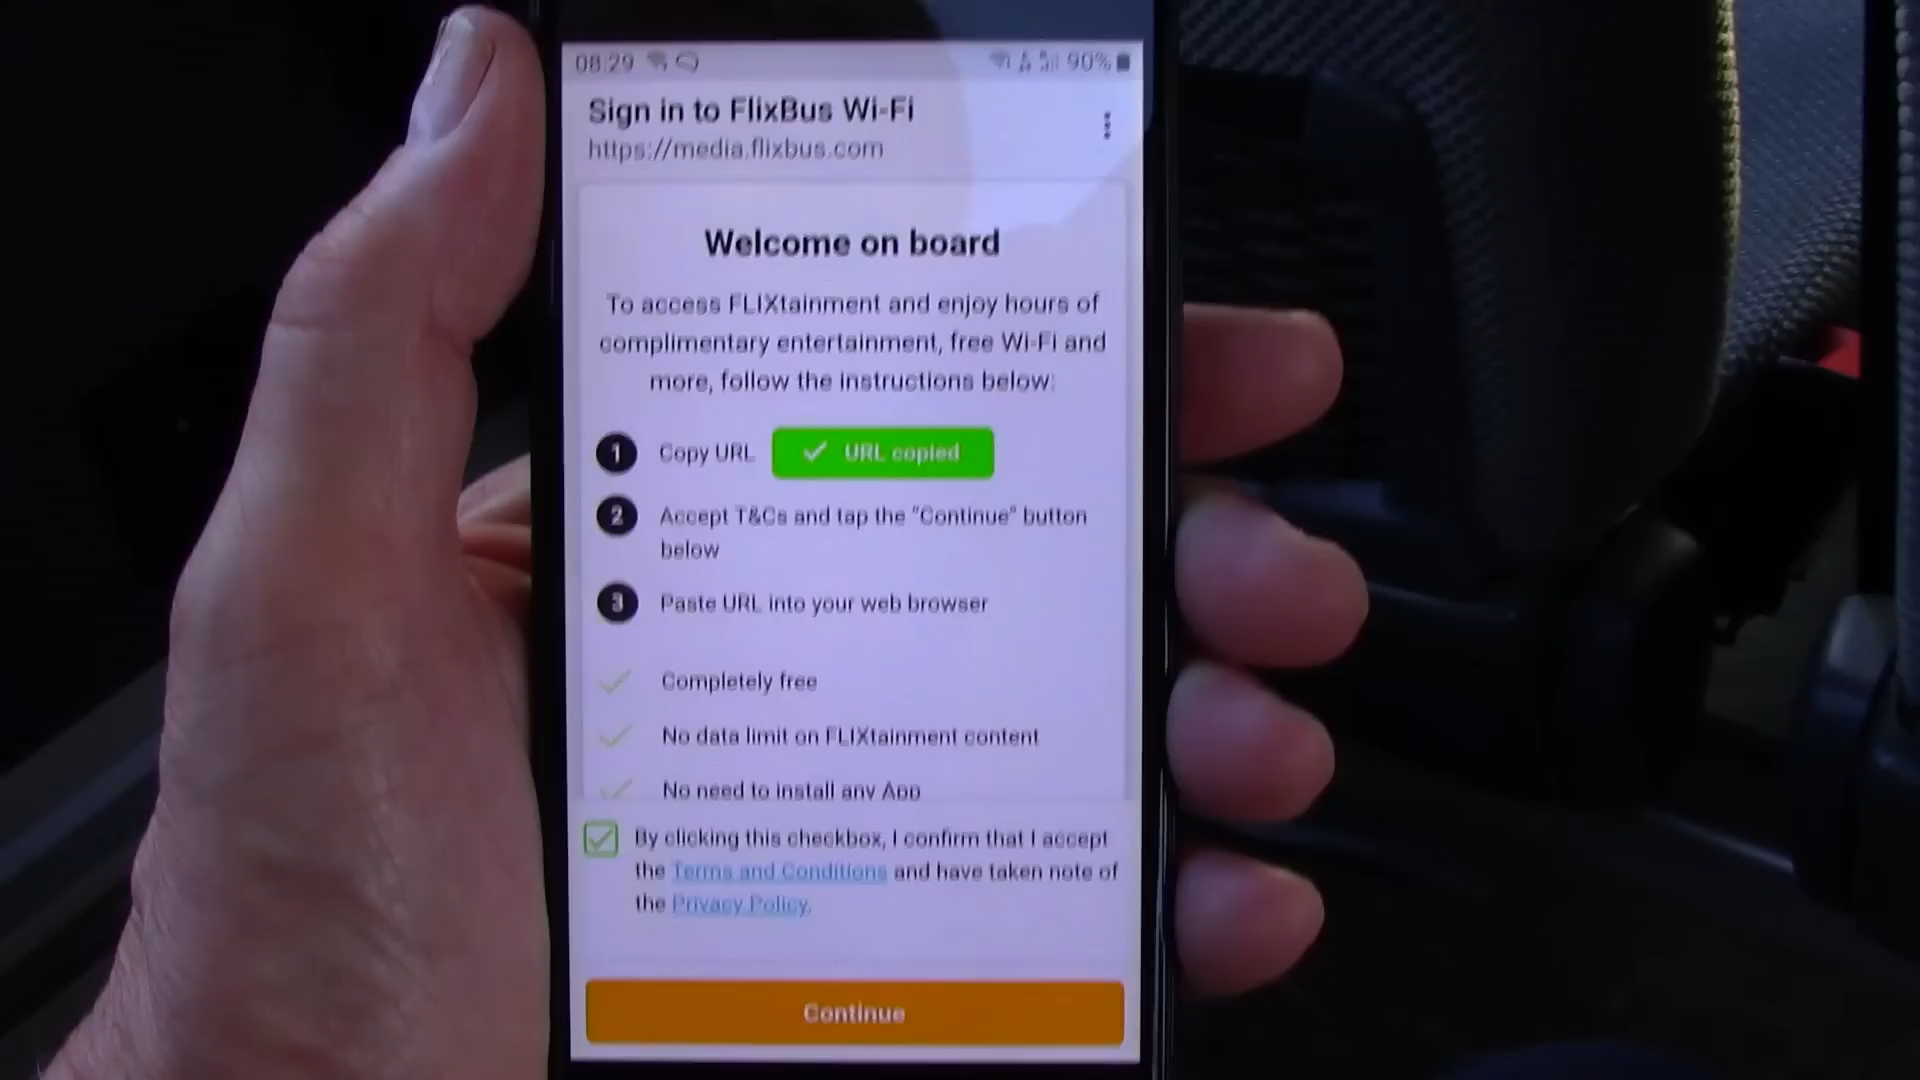 08:29 90%
Sign in to FlixBus Wi-Fi
https://media.flixbus.com
Welcome on board
To access FLIXtainment and enjoy hours of
complimentary entertainment, free Wi-Fi and
more, follow the instructions below:
1 Copy URL URL copied
2 Accept T&Cs and tap the "Continue" button
below
3 Paste URL into your web browser
Completely free
No data limit on FLIXtainment content
No need to install any App
By clicking this checkbox, I confirm that I accept
the Terms and Conditions and have taken note of
the Privacy Policy.
Continue